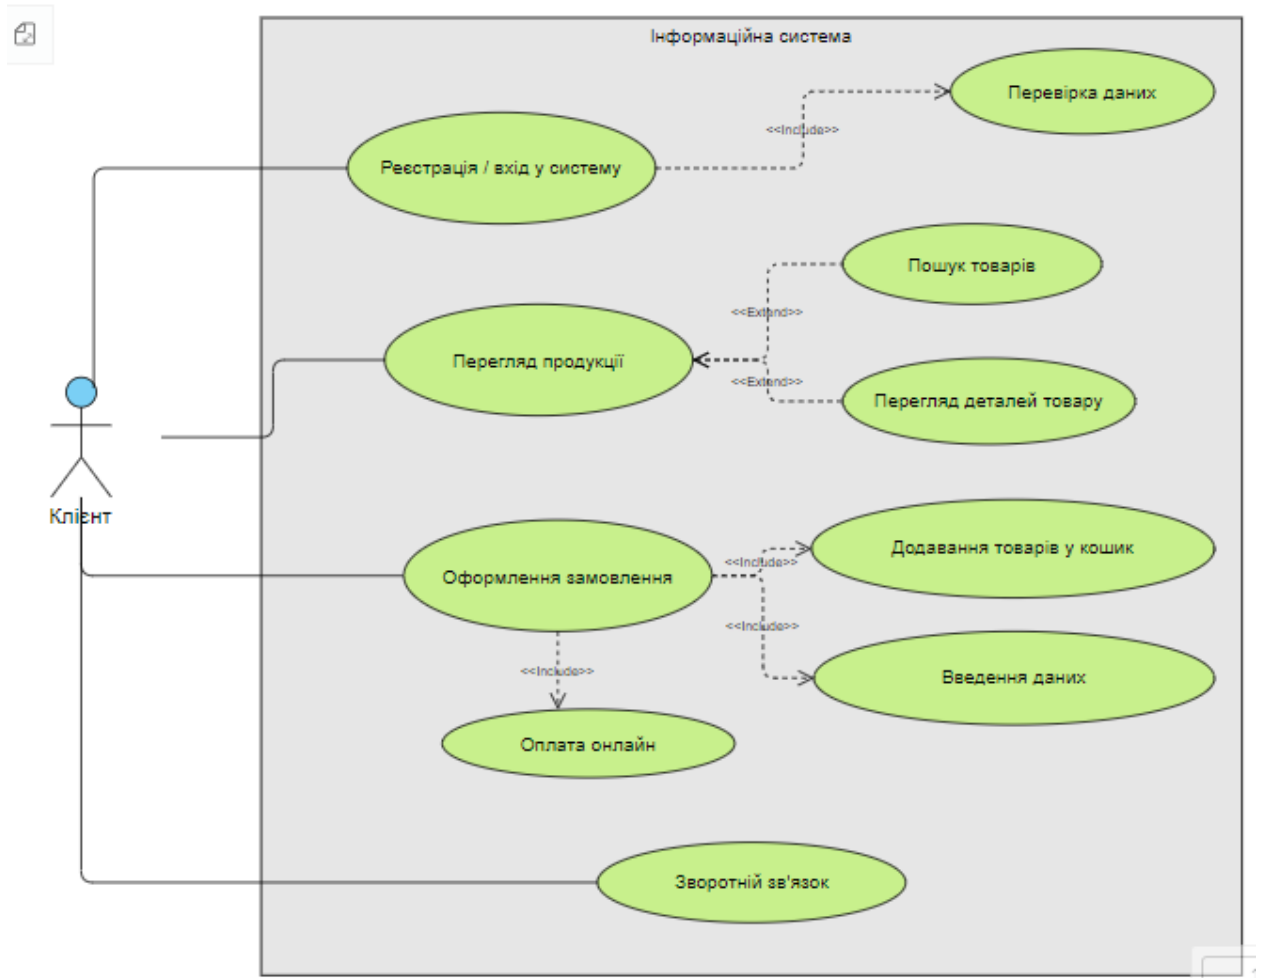 Інформаційна система
Перевірка даних
<<Include>>
Реєстрація / вхід у систему
Пошук товарів
<<Extend>>
Перегляд продукції
<<Extend>>
Перегляд деталей товару
Клієнт
Додавання товарів у кошик
<<Include>>
Оформлення замовлення
<<Include>>
Введення даних
<<Include>>
Оплата онлайн
Зворотній зв'язок